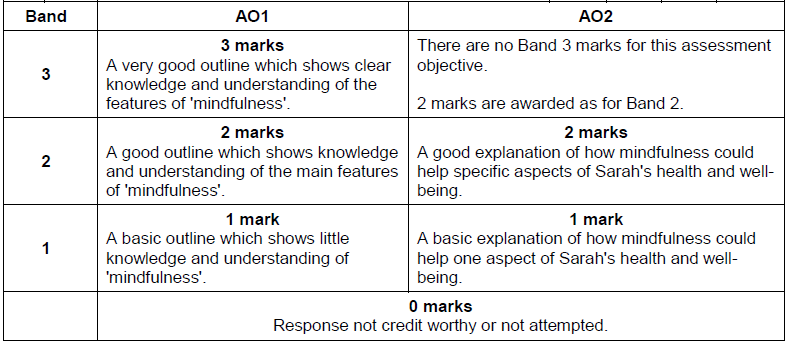 Band AO1 AO2
3
3 marks
A very good outline which shows clear
knowledge and understanding of the
features of 'mindfulness'.
There are no Band 3 marks for this assessment
objective.
2 marks are awarded as for Band 2.
2
2 marks
A good outline which shows knowledge
and understanding of the main features
of 'mindfulness'.
2 marks
A good explanation of how mindfulness could
help specific aspects of Sarah's health and well-
being.
1
1 mark
A basic outline which shows little
knowledge and understanding of
'mindfulness'.
1 mark
A basic explanation of how mindfulness could
help one aspect of Sarah's health and well-
being.
0 marks
Response not credit worthy or not attempted.